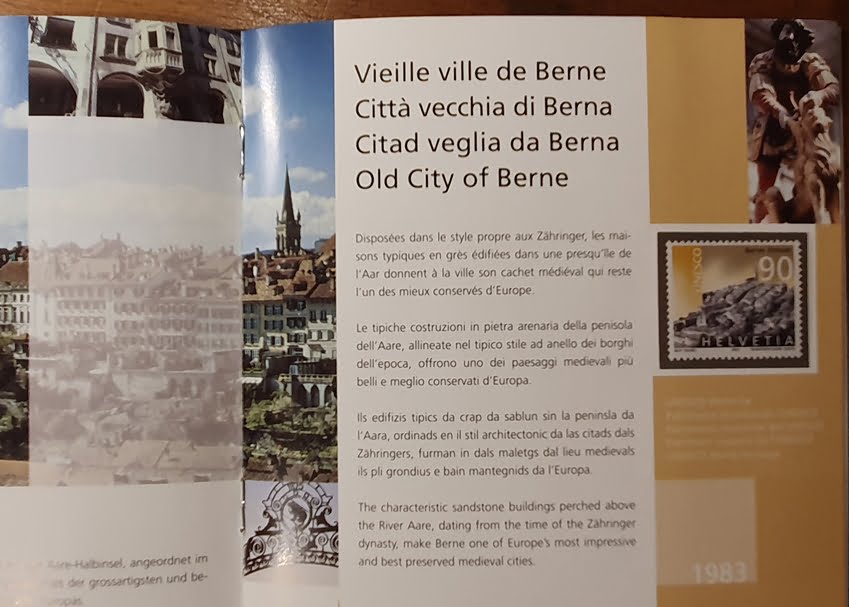 Vieille ville de Berne
Città vecchia di Berna
Citad veglia da Berna
Old City of Berne
Disposées dans le style propre aux Zähringer, les mai-
sons typiques en grès édifiées dans une presqu'île de
l'Aar donnent à la ville son cachet médiéval qui reste
l'un des mieux conservés d'Europe.
Le tipiche costruzioni in pietra arenaria della penisola
dell'Aare, allineate nel tipico stile ad anello dei borghi
dell'epoca, offrono uno dei paesaggi medievali più
belli e meglio conservati d'Europa.
Ils edifizis tipics da crap da sablun sin la peninsla da
l'Aara, ordinads en il stil architectonic da las citads dals
Zähringers, furman in dals maletgs dal lieu medievals
ils pli grondius e bain mantegnids da l'Europa.
The characteristic sandstone buildings perched above
the River Aare, dating from the time of the Zähringer
dynasty, make Berne one of Europe's most impressive
and best preserved medieval cities.
Aare-Halbinsel, angeordnet im
der grossartigsten und be-
UNESCO
90
HELVETIA
1983